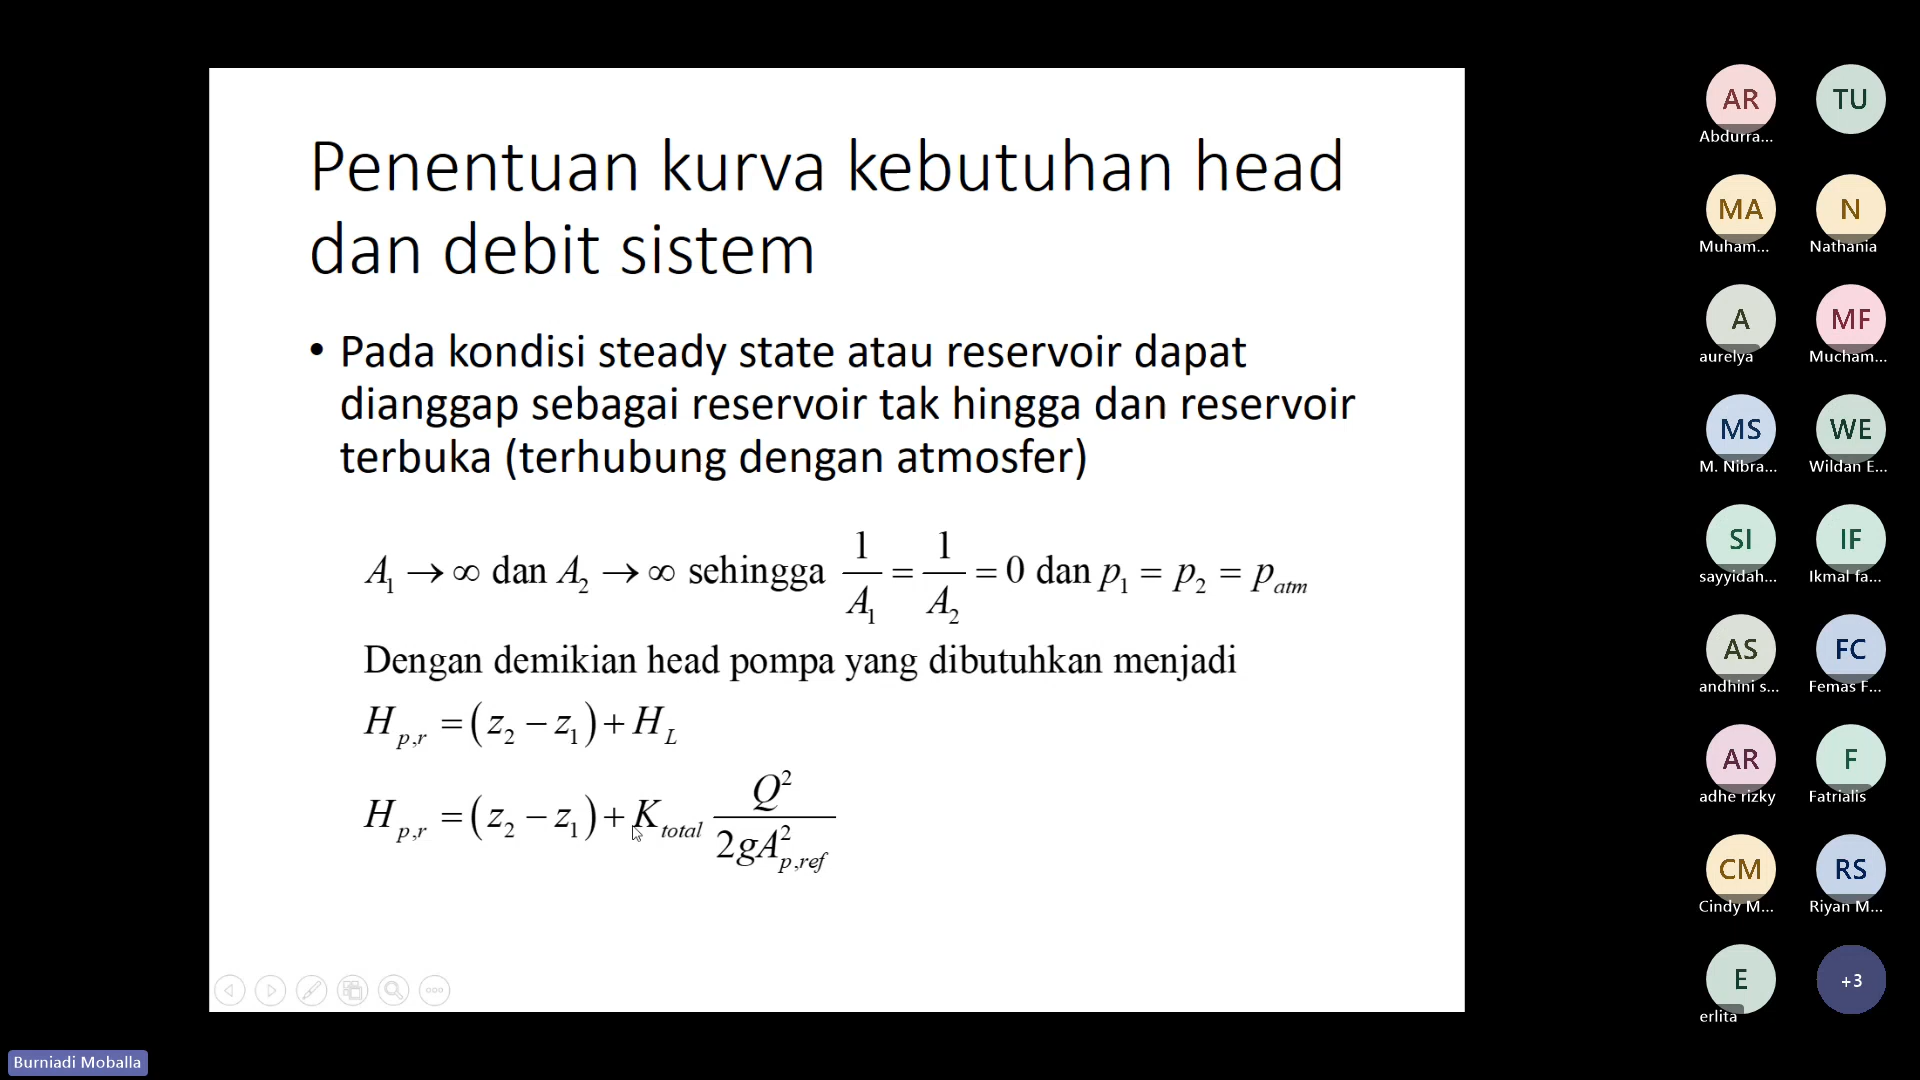 Penentuan kurva kebutuhan head
dan debit sistem
• Pada kondisi steady state atau reservoir dapat
dianggap sebagai reservoir tak hingga dan reservoir
terbuka (terhubung dengan atmosfer)
A₁ → ∞ dan A₂ → ∞ sehingga 1/A₁ = 1/A₂ = 0 dan p₁ = p₂ = p_atm
Dengan demikian head pompa yang dibutuhkan menjadi
H_p,r = (z₂ − z₁) + H_L
H_p,r = (z₂ − z₁) + K_total Q²/2gA²_p,ref
AR
Abdurra...
TU
MA
Muham...
N
Nathania
A
aurelya
MF
Mucham...
MS
M. Nibra...
WE
Wildan E...
SI
sayyidah...
IF
Ikmal fa...
AS
andhini s...
FC
Femas F...
AR
adhe rizky
F
Fatrialis
CM
Cindy M...
RS
Riyan M...
E
erlita
+3
Burniadi Moballa